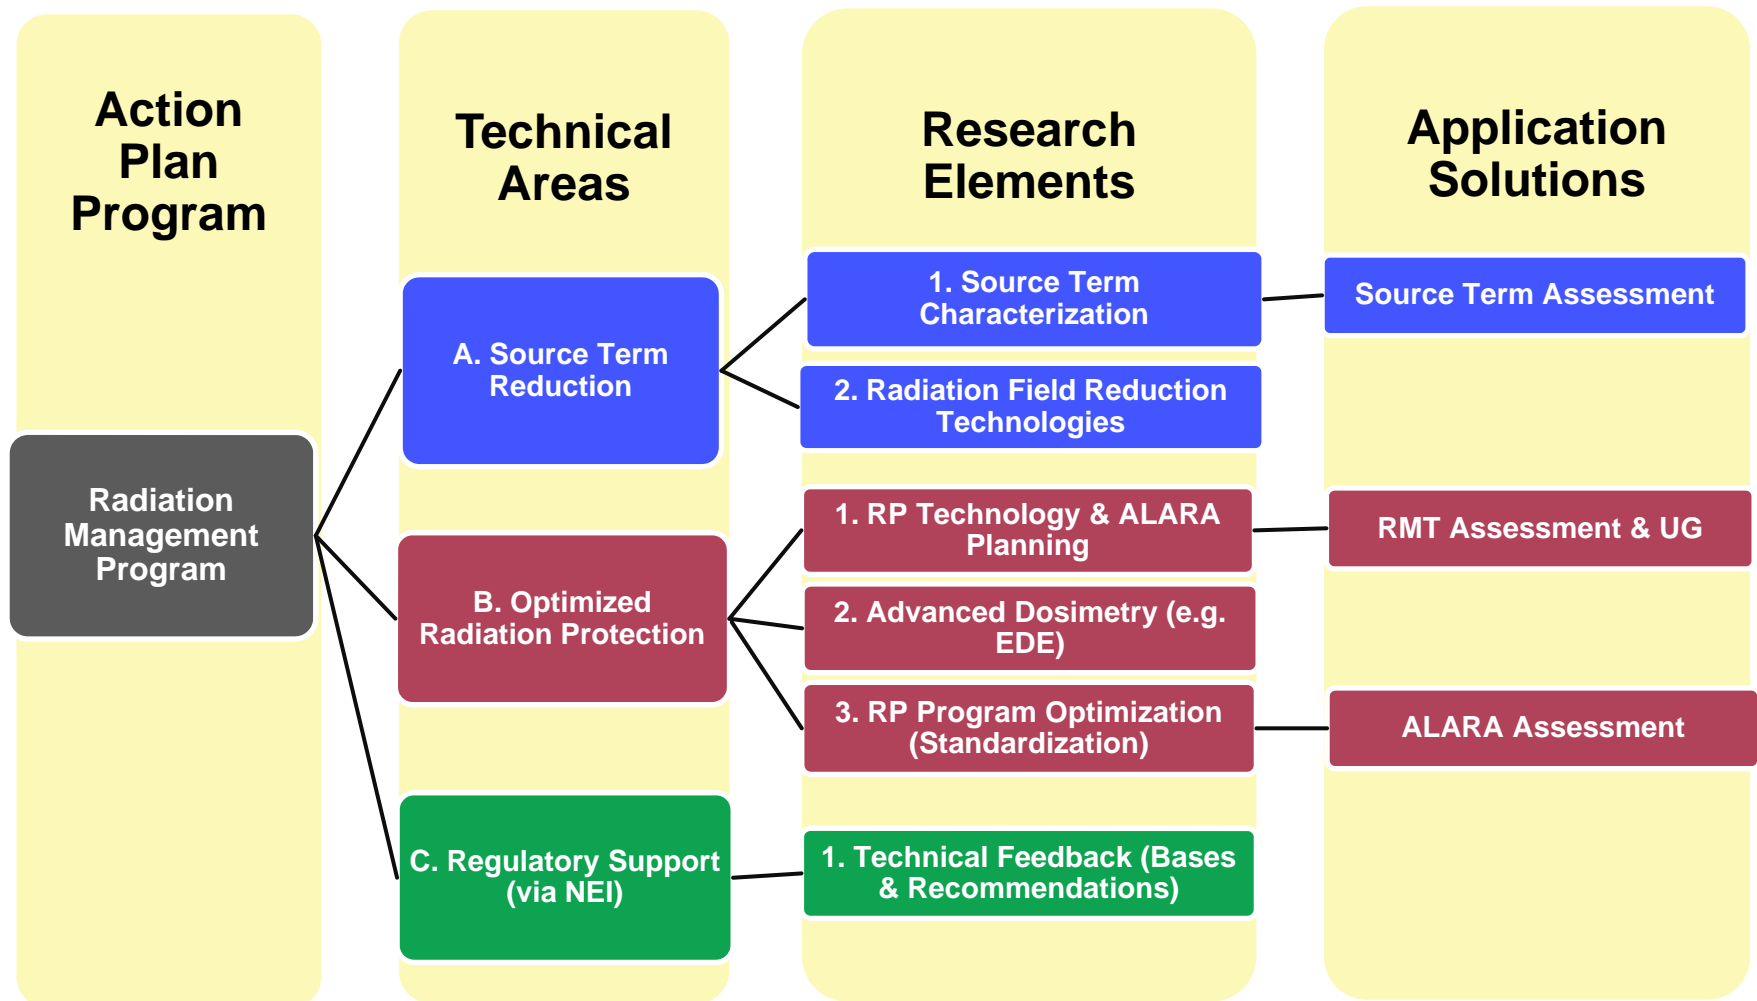 Action
Plan
Program
Technical
Areas
Research
Elements
Application
Solutions
Radiation
Management
Program
A. Source Term
Reduction
1. Source Term
Characterization
Source Term Assessment
2. Radiation Field Reduction
Technologies
B. Optimized
Radiation Protection
1. RP Technology & ALARA
Planning
RMT Assessment & UG
2. Advanced Dosimetry (e.g.
EDE)
3. RP Program Optimization
(Standardization)
ALARA Assessment
C. Regulatory Support
(via NEI)
1. Technical Feedback (Bases
& Recommendations)